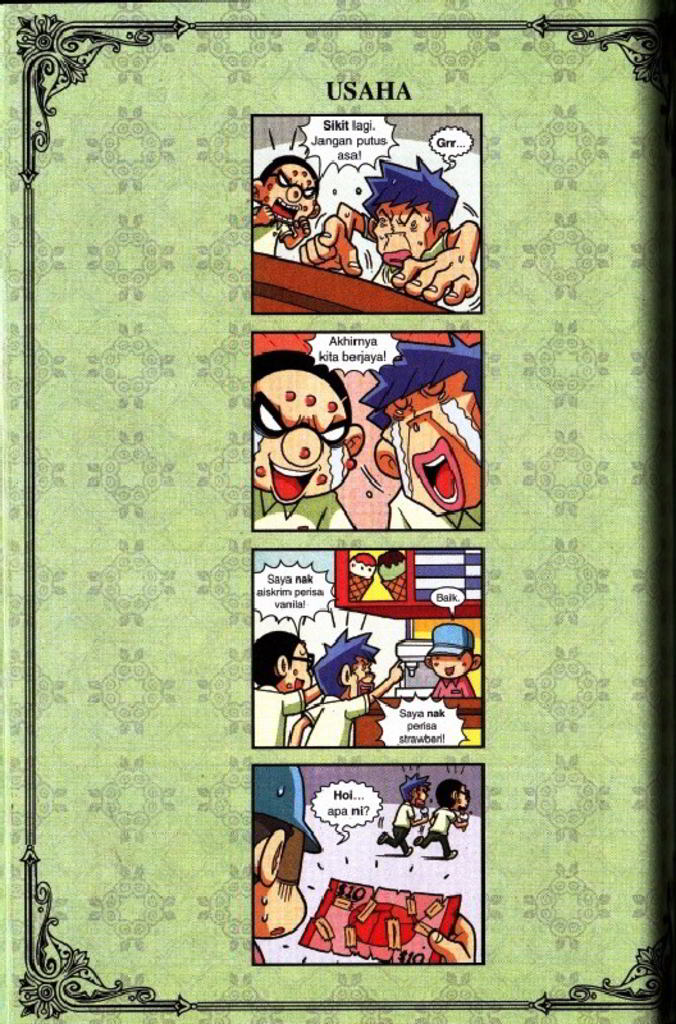 USAHA
Sikit lagi.
Jangan putus
asa!
Grr...
Akhirnya
kita berjaya!
Saya nak
aiskrim perisa
vanila!
Baik.
Saya nak
perisa
strawberi!
Hoi...
apa ni?
$10
$10